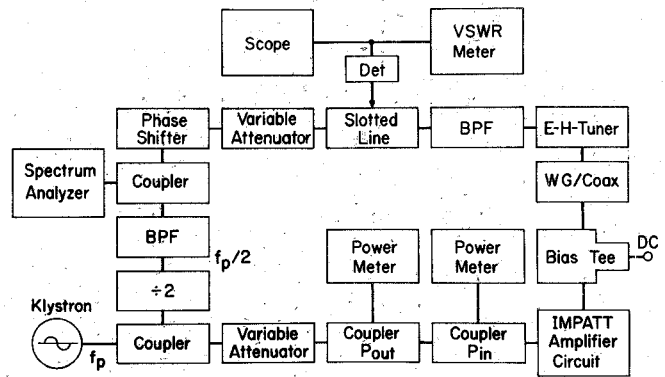 Scope
VSWR
Meter
Det
Phase
Shifter
Variable
Attenuator
Slotted
Line
BPF
E-H-Tuner
Spectrum
Analyzer
Coupler
WG/Coax
BPF
fp/2
Power
Meter
Power
Meter
Bias Tee
DC
÷2
Klystron
fp
Coupler
Variable
Attenuator
Coupler
Pout
Coupler
Pin
IMPATT
Amplifier
Circuit